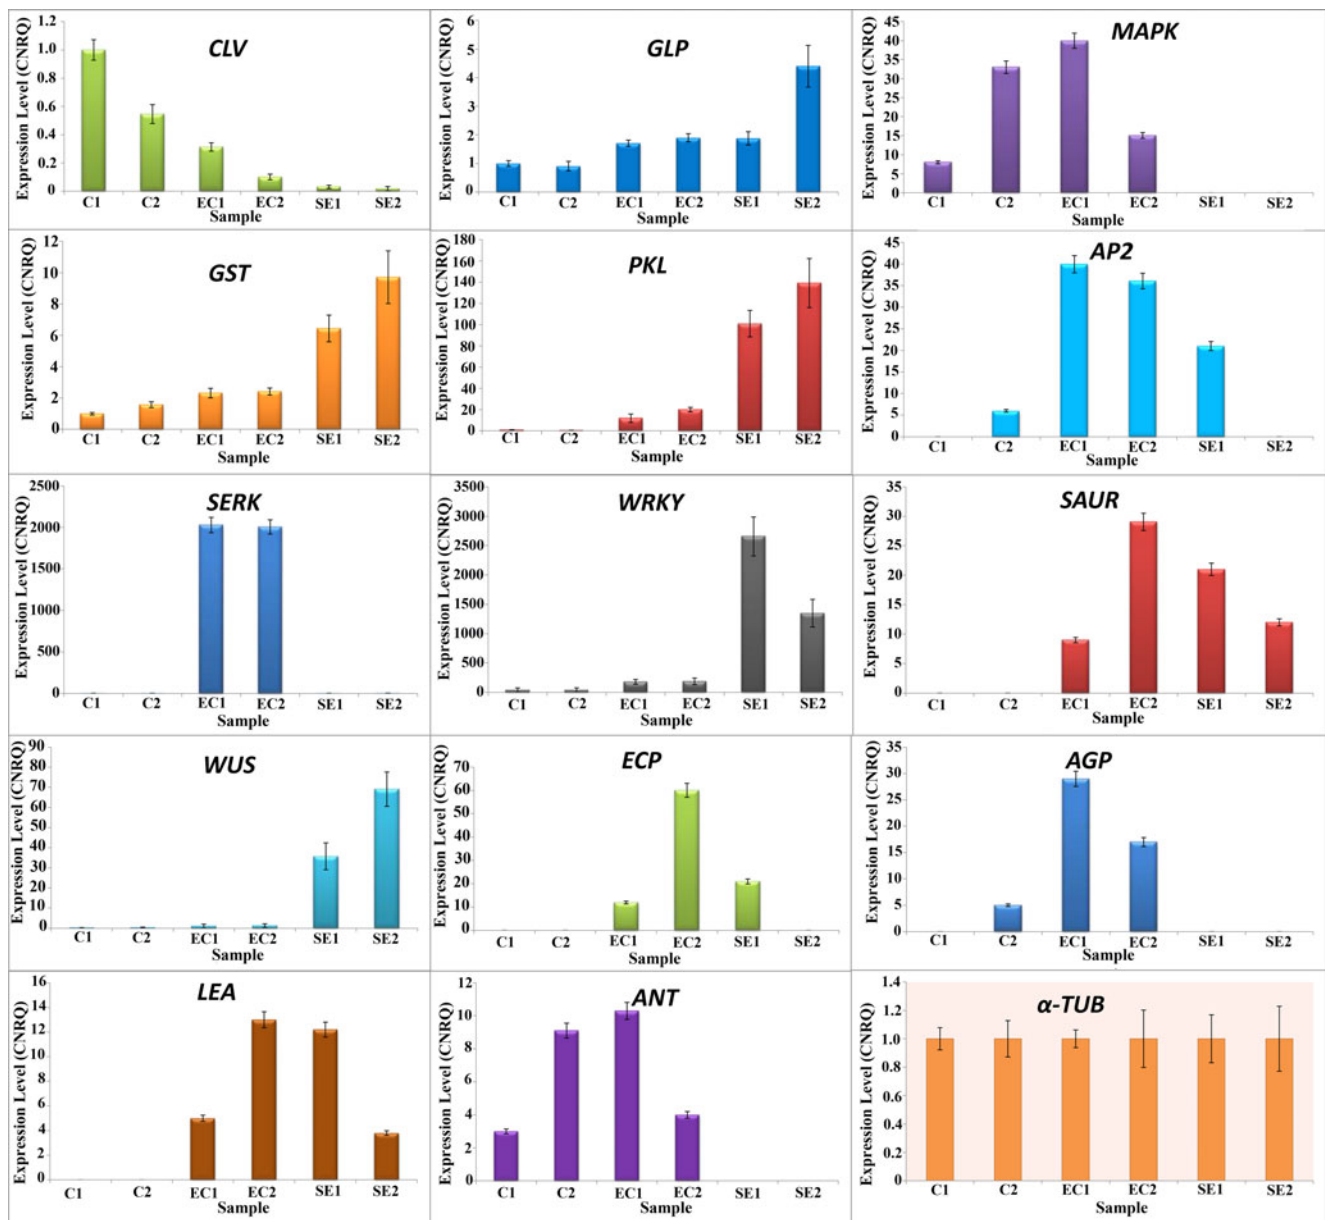 CLV
Expression Level (CNRQ)
1.2
1.0
0.8
0.6
0.4
0.2
0
C1 C2 EC1 EC2 SE1 SE2
Sample
GLP
Expression Level (CNRQ)
6
5
4
3
2
1
0
C1 C2 EC1 EC2 SE1 SE2
Sample
MAPK
Expression Level (CNRQ)
45
40
35
30
25
20
15
10
5
0
C1 C2 EC1 EC2 SE1 SE2
Sample
GST
Expression Level (CNRQ)
12
10
8
6
4
2
0
C1 C2 EC1 EC2 SE1 SE2
Sample
PKL
Expression Level (CNRQ)
180
160
140
120
100
80
60
40
20
0
C1 C2 EC1 EC2 SE1 SE2
Sample
AP2
Expression Level (CNRQ)
45
40
35
30
25
20
15
10
5
0
C1 C2 EC1 EC2 SE1 SE2
Sample
SERK
Expression Level (CNRQ)
2500
2000
1500
1000
500
0
C1 C2 EC1 EC2 SE1 SE2
Sample
WRKY
Expression Level (CNRQ)
3500
3000
2500
2000
1500
1000
500
0
C1 C2 EC1 EC2 SE1 SE2
Sample
SAUR
Expression Level (CNRQ)
35
30
25
20
15
10
5
0
C1 C2 EC1 EC2 SE1 SE2
Sample
WUS
Expression Level (CNRQ)
90
80
70
60
50
40
30
20
10
0
C1 C2 EC1 EC2 SE1 SE2
Sample
ECP
Expression Level (CNRQ)
70
60
50
40
30
20
10
0
C1 C2 EC1 EC2 SE1 SE2
Sample
AGP
Expression Level (CNRQ)
35
30
25
20
15
10
5
0
C1 C2 EC1 EC2 SE1 SE2
Sample
LEA
Expression Level (CNRQ)
16
14
12
10
8
6
4
2
0
C1 C2 EC1 EC2 SE1 SE2
Sample
ANT
Expression Level (CNRQ)
12
10
8
6
4
2
0
C1 C2 EC1 EC2 SE1 SE2
Sample
α-TUB
Expression Level (CNRQ)
1.4
1.2
1.0
0.8
0.6
0.4
0.2
0
C1 C2 EC1 EC2 SE1 SE2
Sample